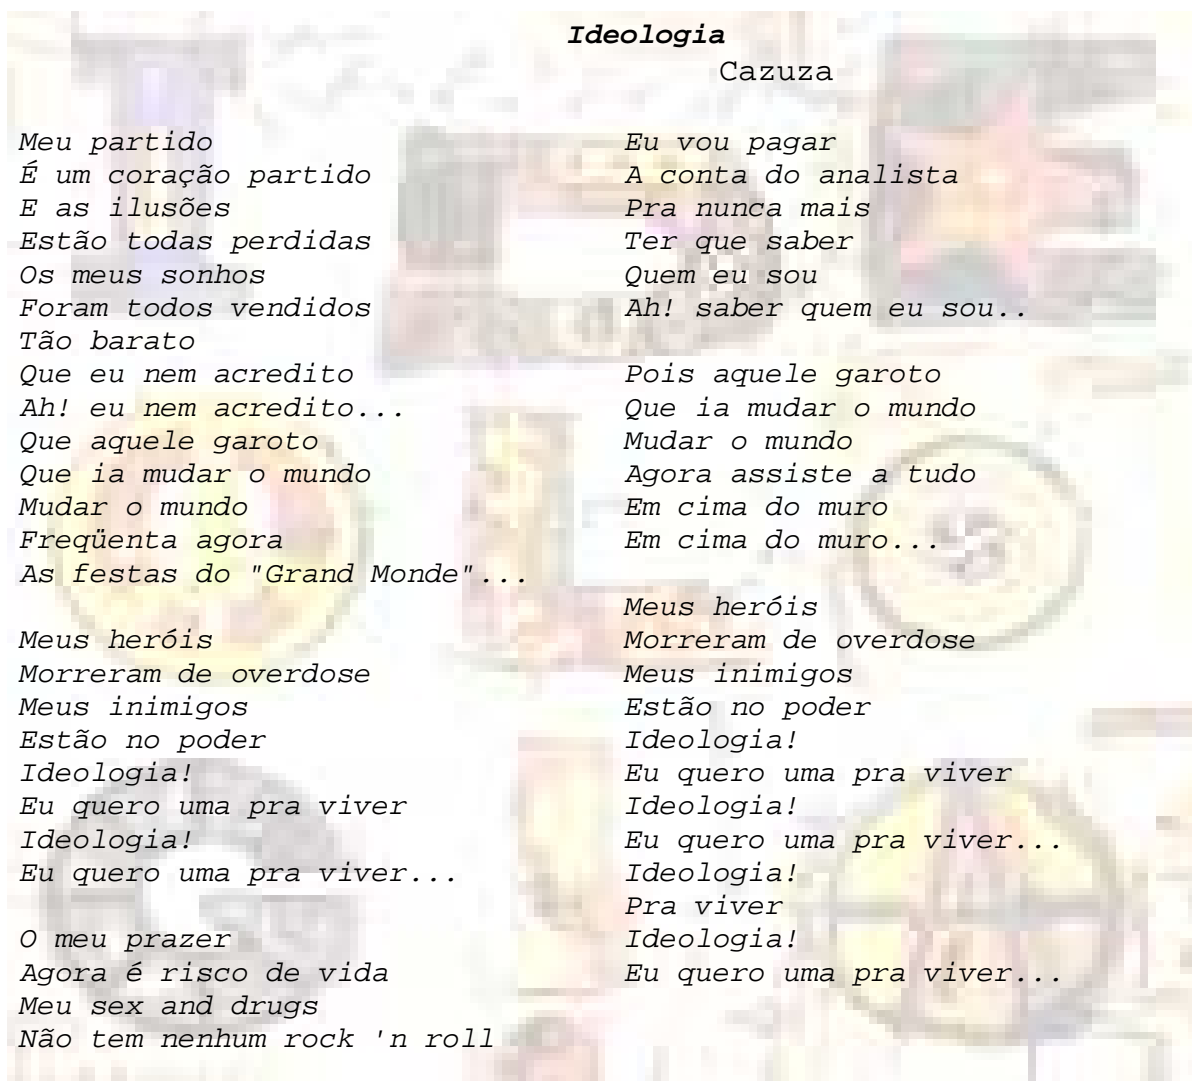 Ideologia
Cazuza
Meu partido
É um coração partido
E as ilusões
Estão todas perdidas
Os meus sonhos
Foram todos vendidos
Tão barato
Que eu nem acredito
Ah! eu nem acredito...
Que aquele garoto
Que ia mudar o mundo
Mudar o mundo
Freqüenta agora
As festas do "Grand Monde"...
Meus heróis
Morreram de overdose
Meus inimigos
Estão no poder
Ideologia!
Eu quero uma pra viver
Ideologia!
Eu quero uma pra viver...
O meu prazer
Agora é risco de vida
Meu sex and drugs
Não tem nenhum rock 'n roll
Eu vou pagar
A conta do analista
Pra nunca mais
Ter que saber
Quem eu sou
Ah! saber quem eu sou..
Pois aquele garoto
Que ia mudar o mundo
Mudar o mundo
Agora assiste a tudo
Em cima do muro
Em cima do muro...
Meus heróis
Morreram de overdose
Meus inimigos
Estão no poder
Ideologia!
Eu quero uma pra viver
Ideologia!
Eu quero uma pra viver...
Ideologia!
Pra viver
Ideologia!
Eu quero uma pra viver...